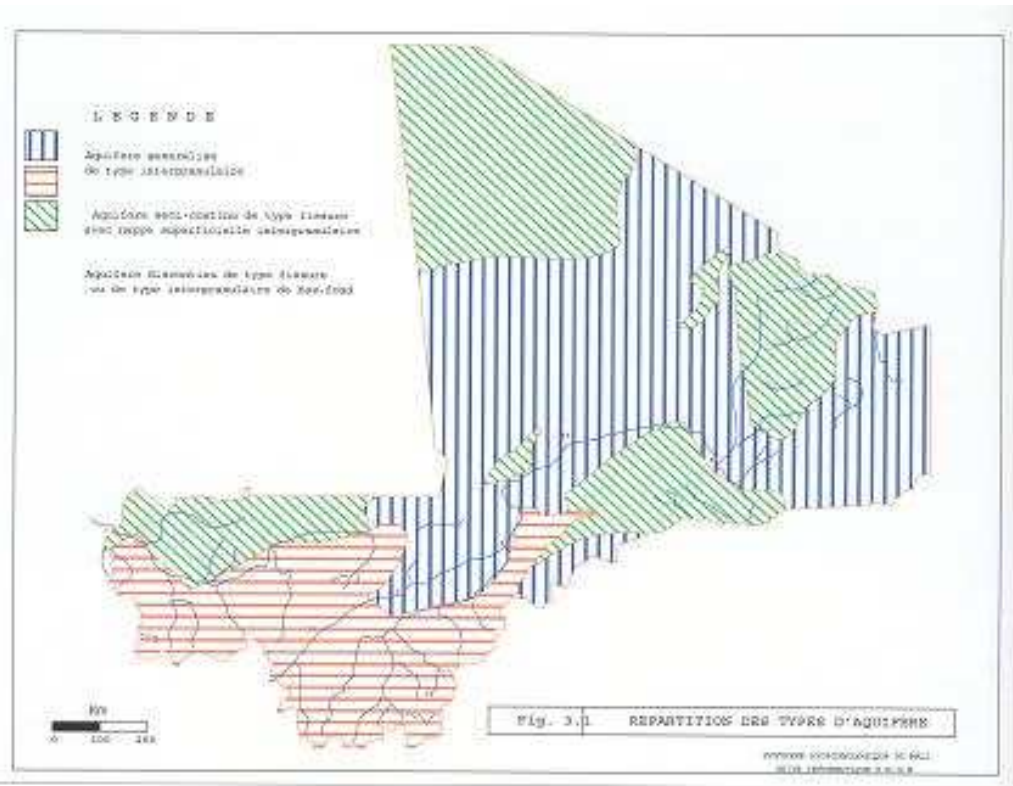 L E G E N D E
Aquifère généralisé
de type intergranulaire
Aquifère semi-continu de type fissuré
avec nappe superficielle intergranulaire
Aquifère discontinu de type fissuré
ou de type intergranulaire de bas-fond
Km
0 100 200
Fig. 3.1 REPARTITION DES TYPES D'AQUIFERE
DU MALI